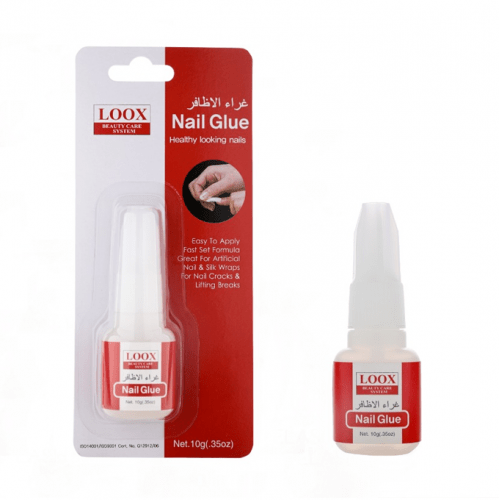 LOOX
BEAUTY CARE
SYSTEM
غراء الاظافر
Nail Glue
Healthy looking nails
Easy To Apply
Fast Set Formula
Great For Artificial
Nail & Silk Wraps
For Nail Cracks &
Lifting Breaks
LOOX
BEAUTY CARE
SYSTEM
غراء الاظافر
Nail Glue
Net. 10g(.35oz)
Net.10g(.35oz)
LOOX
BEAUTY CARE
SYSTEM
غراء الاظافر
Nail Glue
Net. 10g(.35oz)